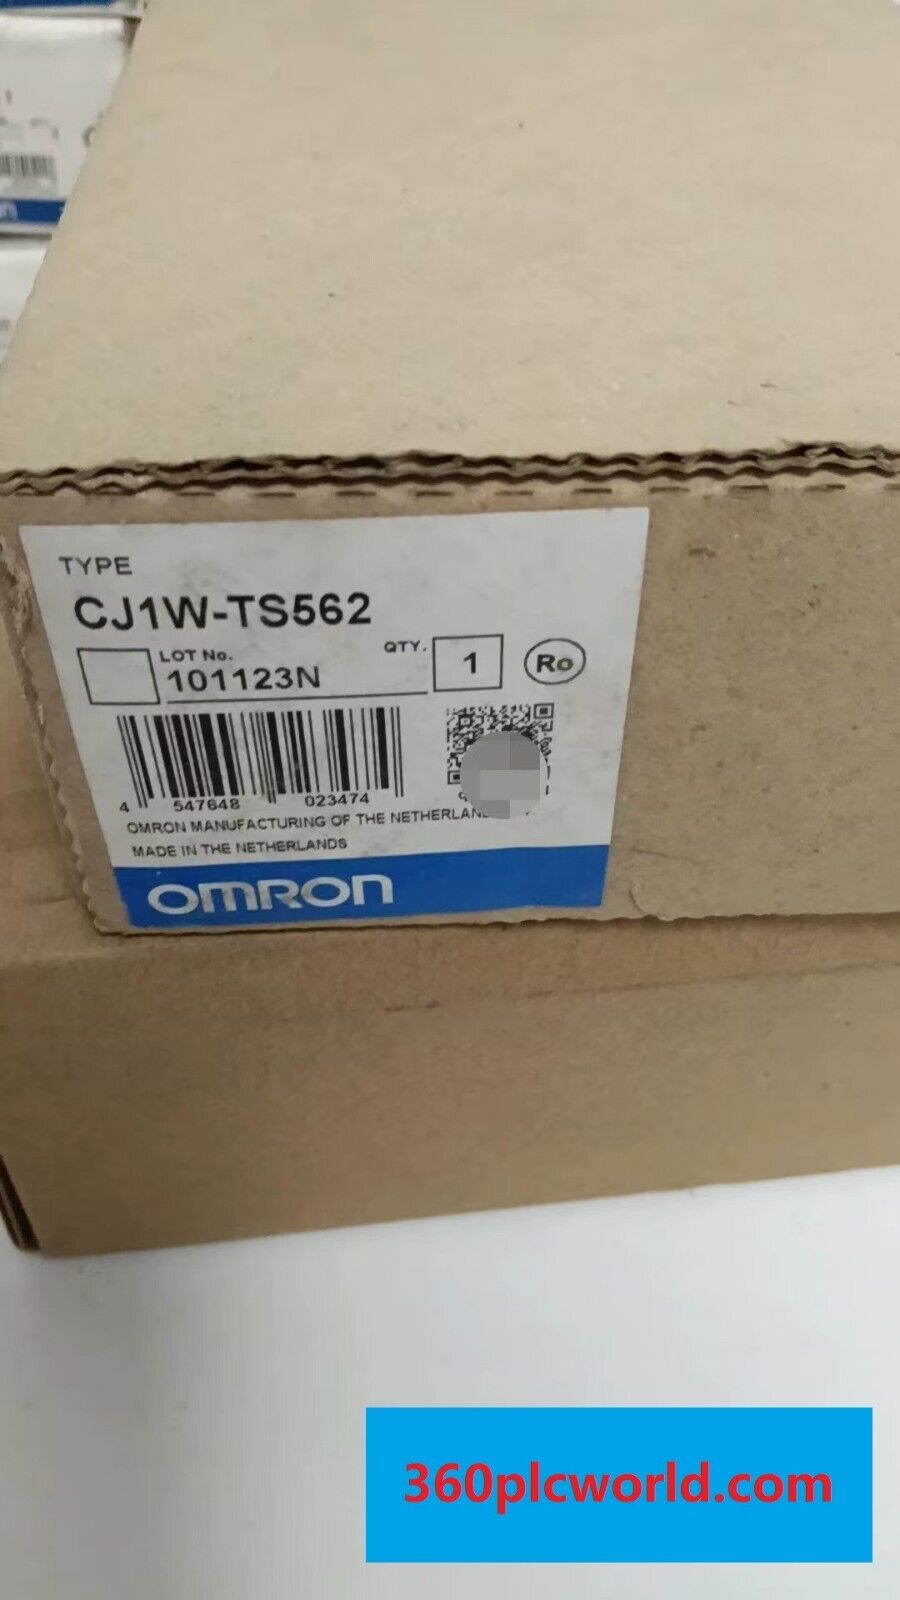 TYPE
CJ1W-TS562
LOT No.
QTY.
101123N
1
Ro
4 547648 023474
OMRON MANUFACTURING OF THE
MADE IN THE NETHERLANDS
OMRON
360plcworld.com